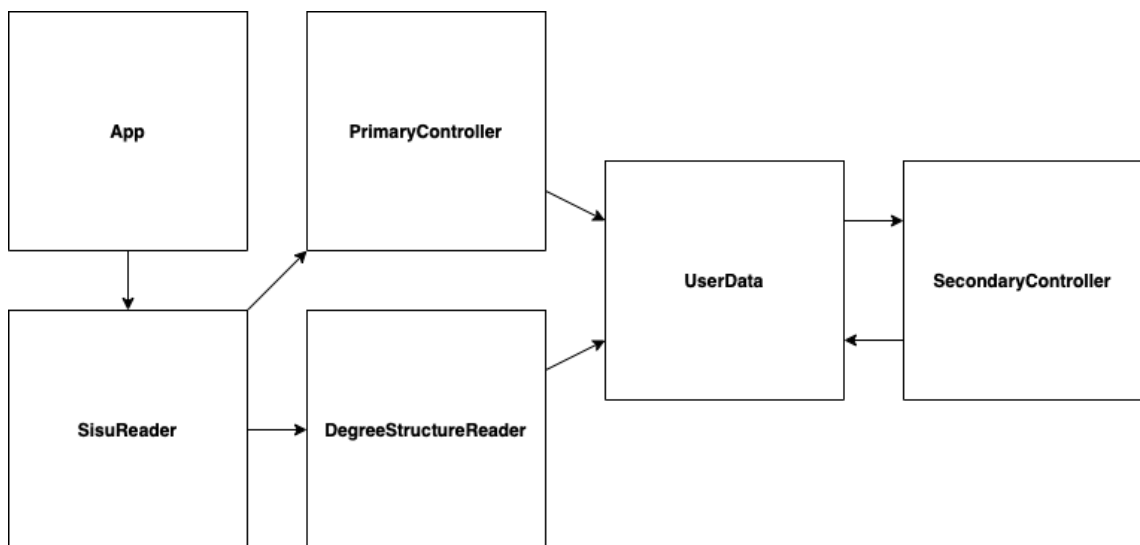 App
PrimaryController
UserData
SecondaryController
SisuReader
DegreeStructureReader